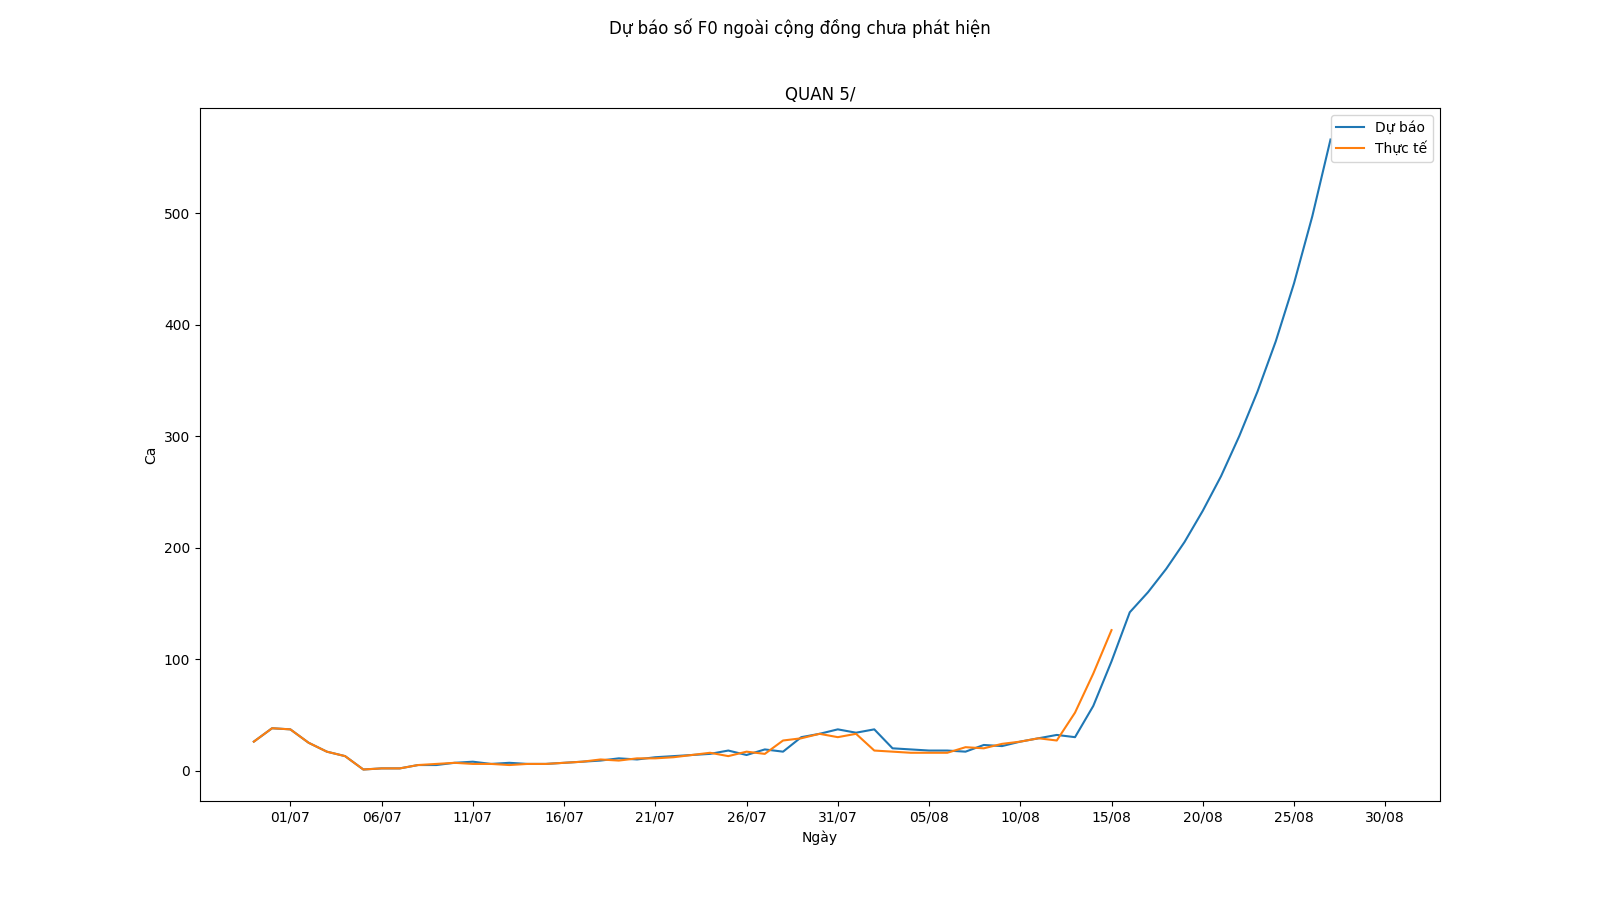 Dự báo số F0 ngoài cộng đồng chưa phát hiện
QUAN 5/
Dự báo
Thực tế
500
400
300
200
100
0
Ca
01/07 06/07 11/07 16/07 21/07 26/07 31/07 05/08 10/08 15/08 20/08 25/08 30/08
Ngày